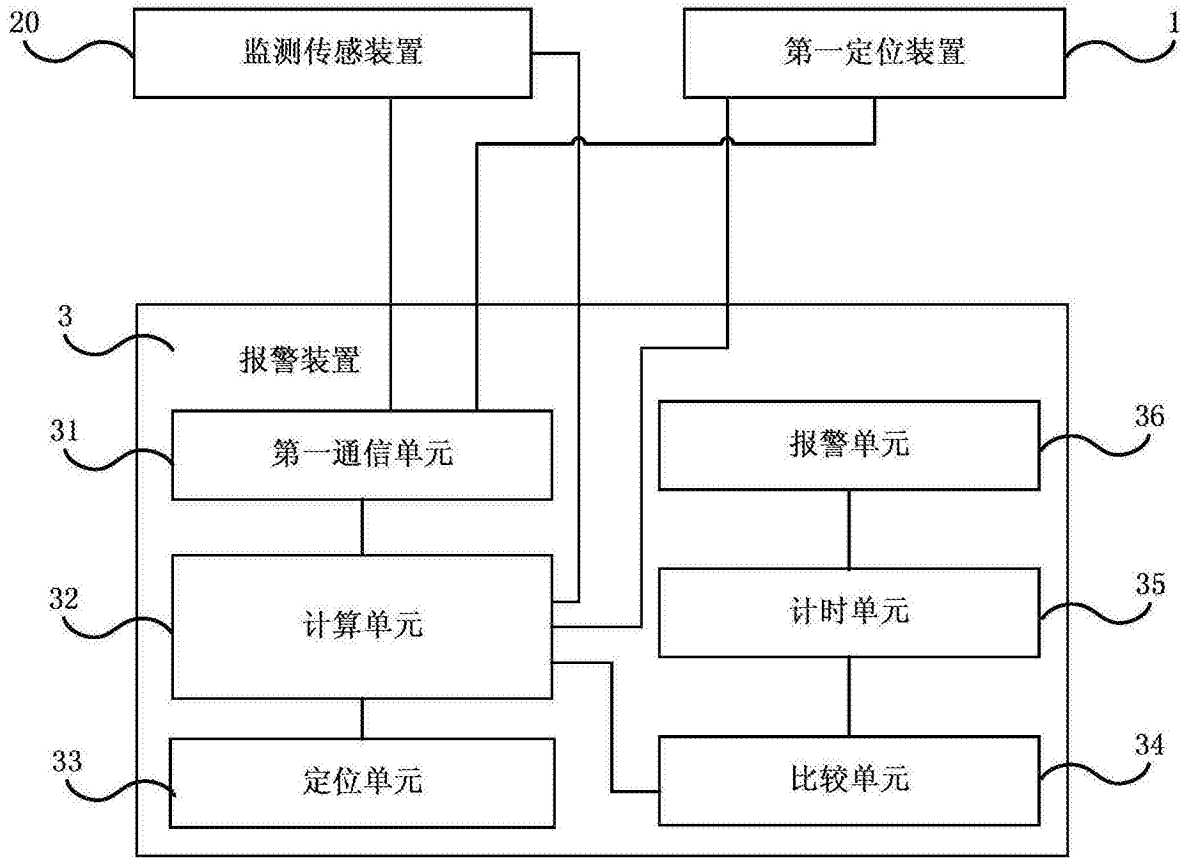 20
监测传感装置
第一定位装置
1
3
报警装置
31
第一通信单元
报警单元
36
32
计算单元
计时单元
35
33
定位单元
比较单元
34